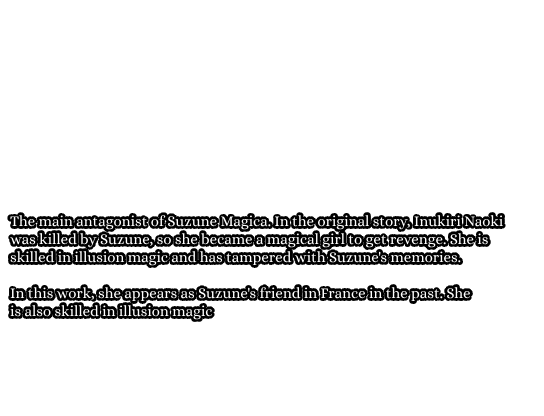 The main antagonist of Suzune Magica. In the original story, Inukiri Naoki
was killed by Suzune, so she became a magical girl to get revenge. She is
skilled in illusion magic and has tampered with Suzune's memories.
In this work, she appears as Suzune's friend in France in the past. She
is also skilled in illusion magic